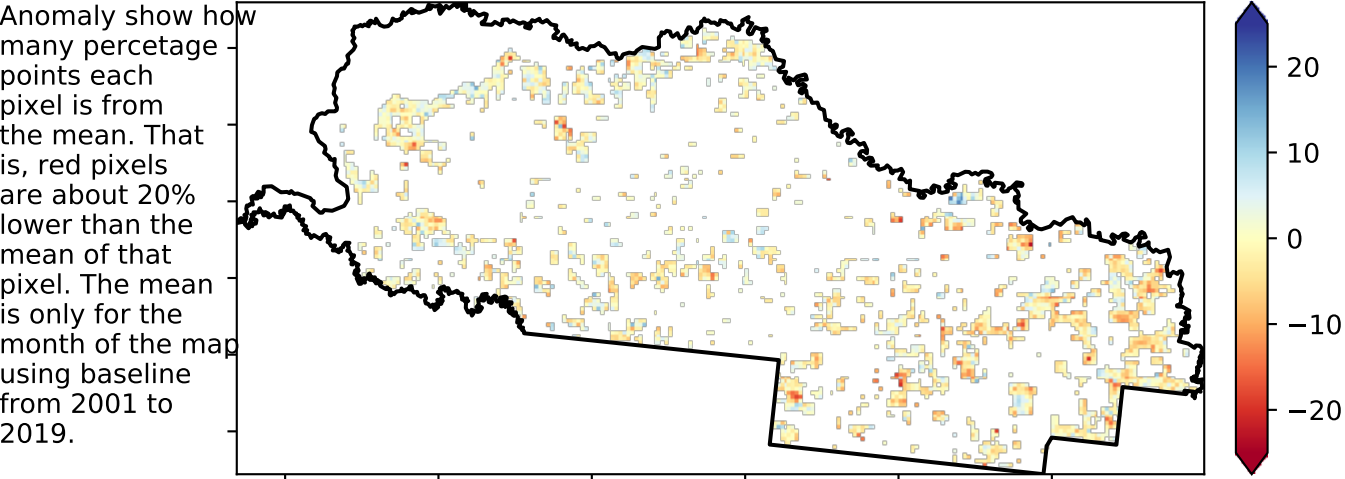 Anomaly show how
many percetage
points each
pixel is from
the mean. That
is, red pixels
are about 20%
lower than the
mean of that
pixel. The mean
is only for the
month of the map
using baseline
from 2001 to
2019.
20
10
0
−10
−20